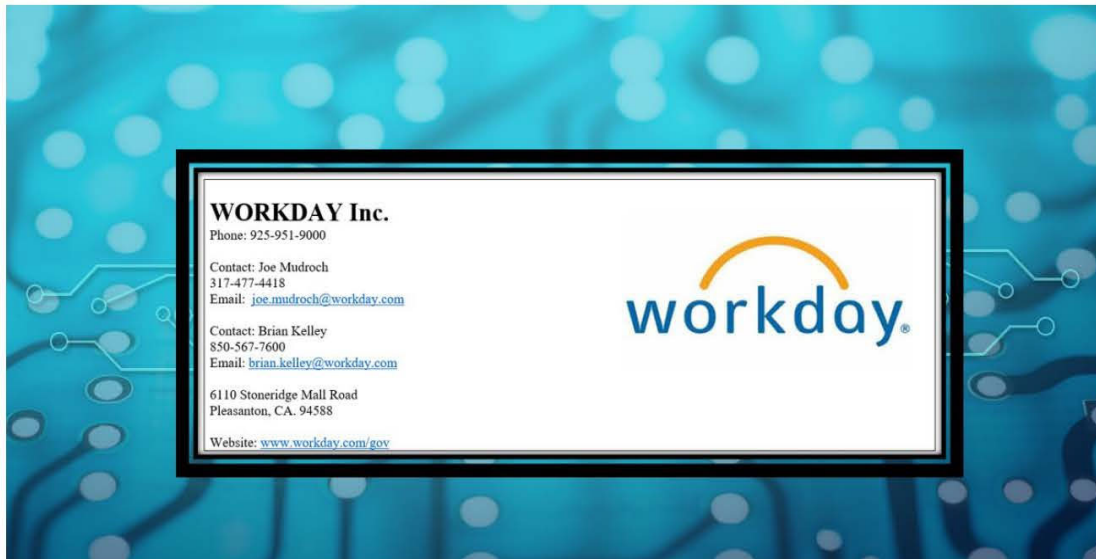 WORKDAY Inc.
Phone: 925-951-9000
Contact: Joe Mudroch
317-477-4418
Email: joe.mudroch@workday.com
Contact: Brian Kelley
850-567-7600
Email: brian.kelley@workday.com
6110 Stoneridge Mall Road
Pleasanton, CA. 94588
Website: www.workday.com/gov
workday®